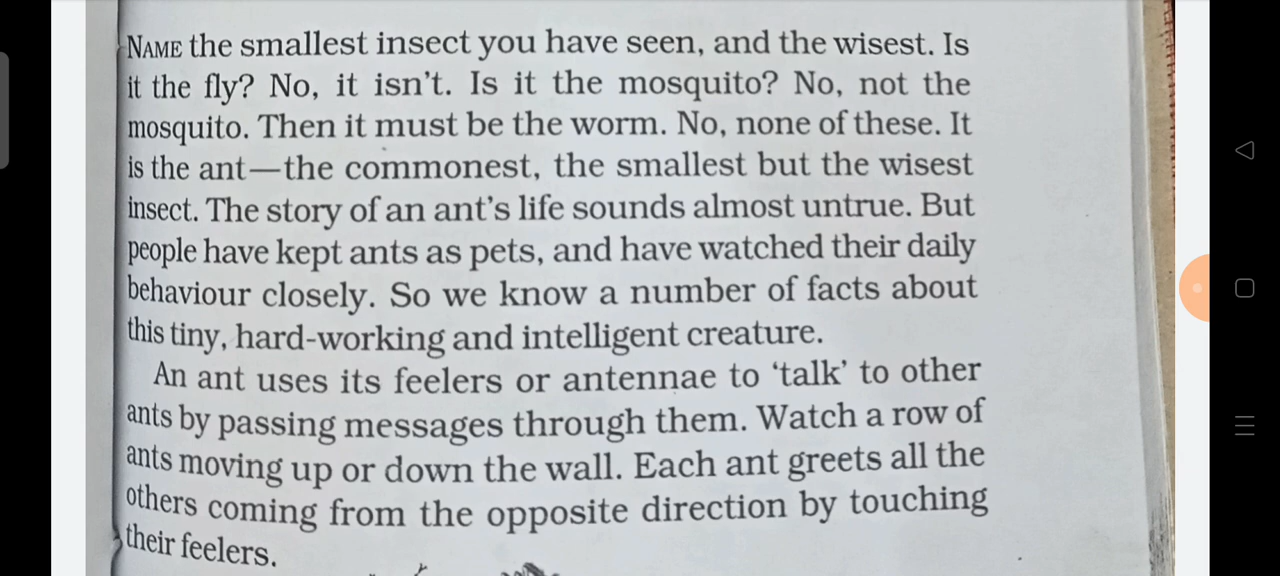 NAME the smallest insect you have seen, and the wisest. Is
it the fly? No, it isn't. Is it the mosquito? No, not the
mosquito. Then it must be the worm. No, none of these. It
is the ant—the commonest, the smallest but the wisest
insect. The story of an ant's life sounds almost untrue. But
people have kept ants as pets, and have watched their daily
behaviour closely. So we know a number of facts about
this tiny, hard-working and intelligent creature.
An ant uses its feelers or antennae to 'talk' to other
ants by passing messages through them. Watch a row of
ants moving up or down the wall. Each ant greets all the
others coming from the opposite direction by touching
their feelers.